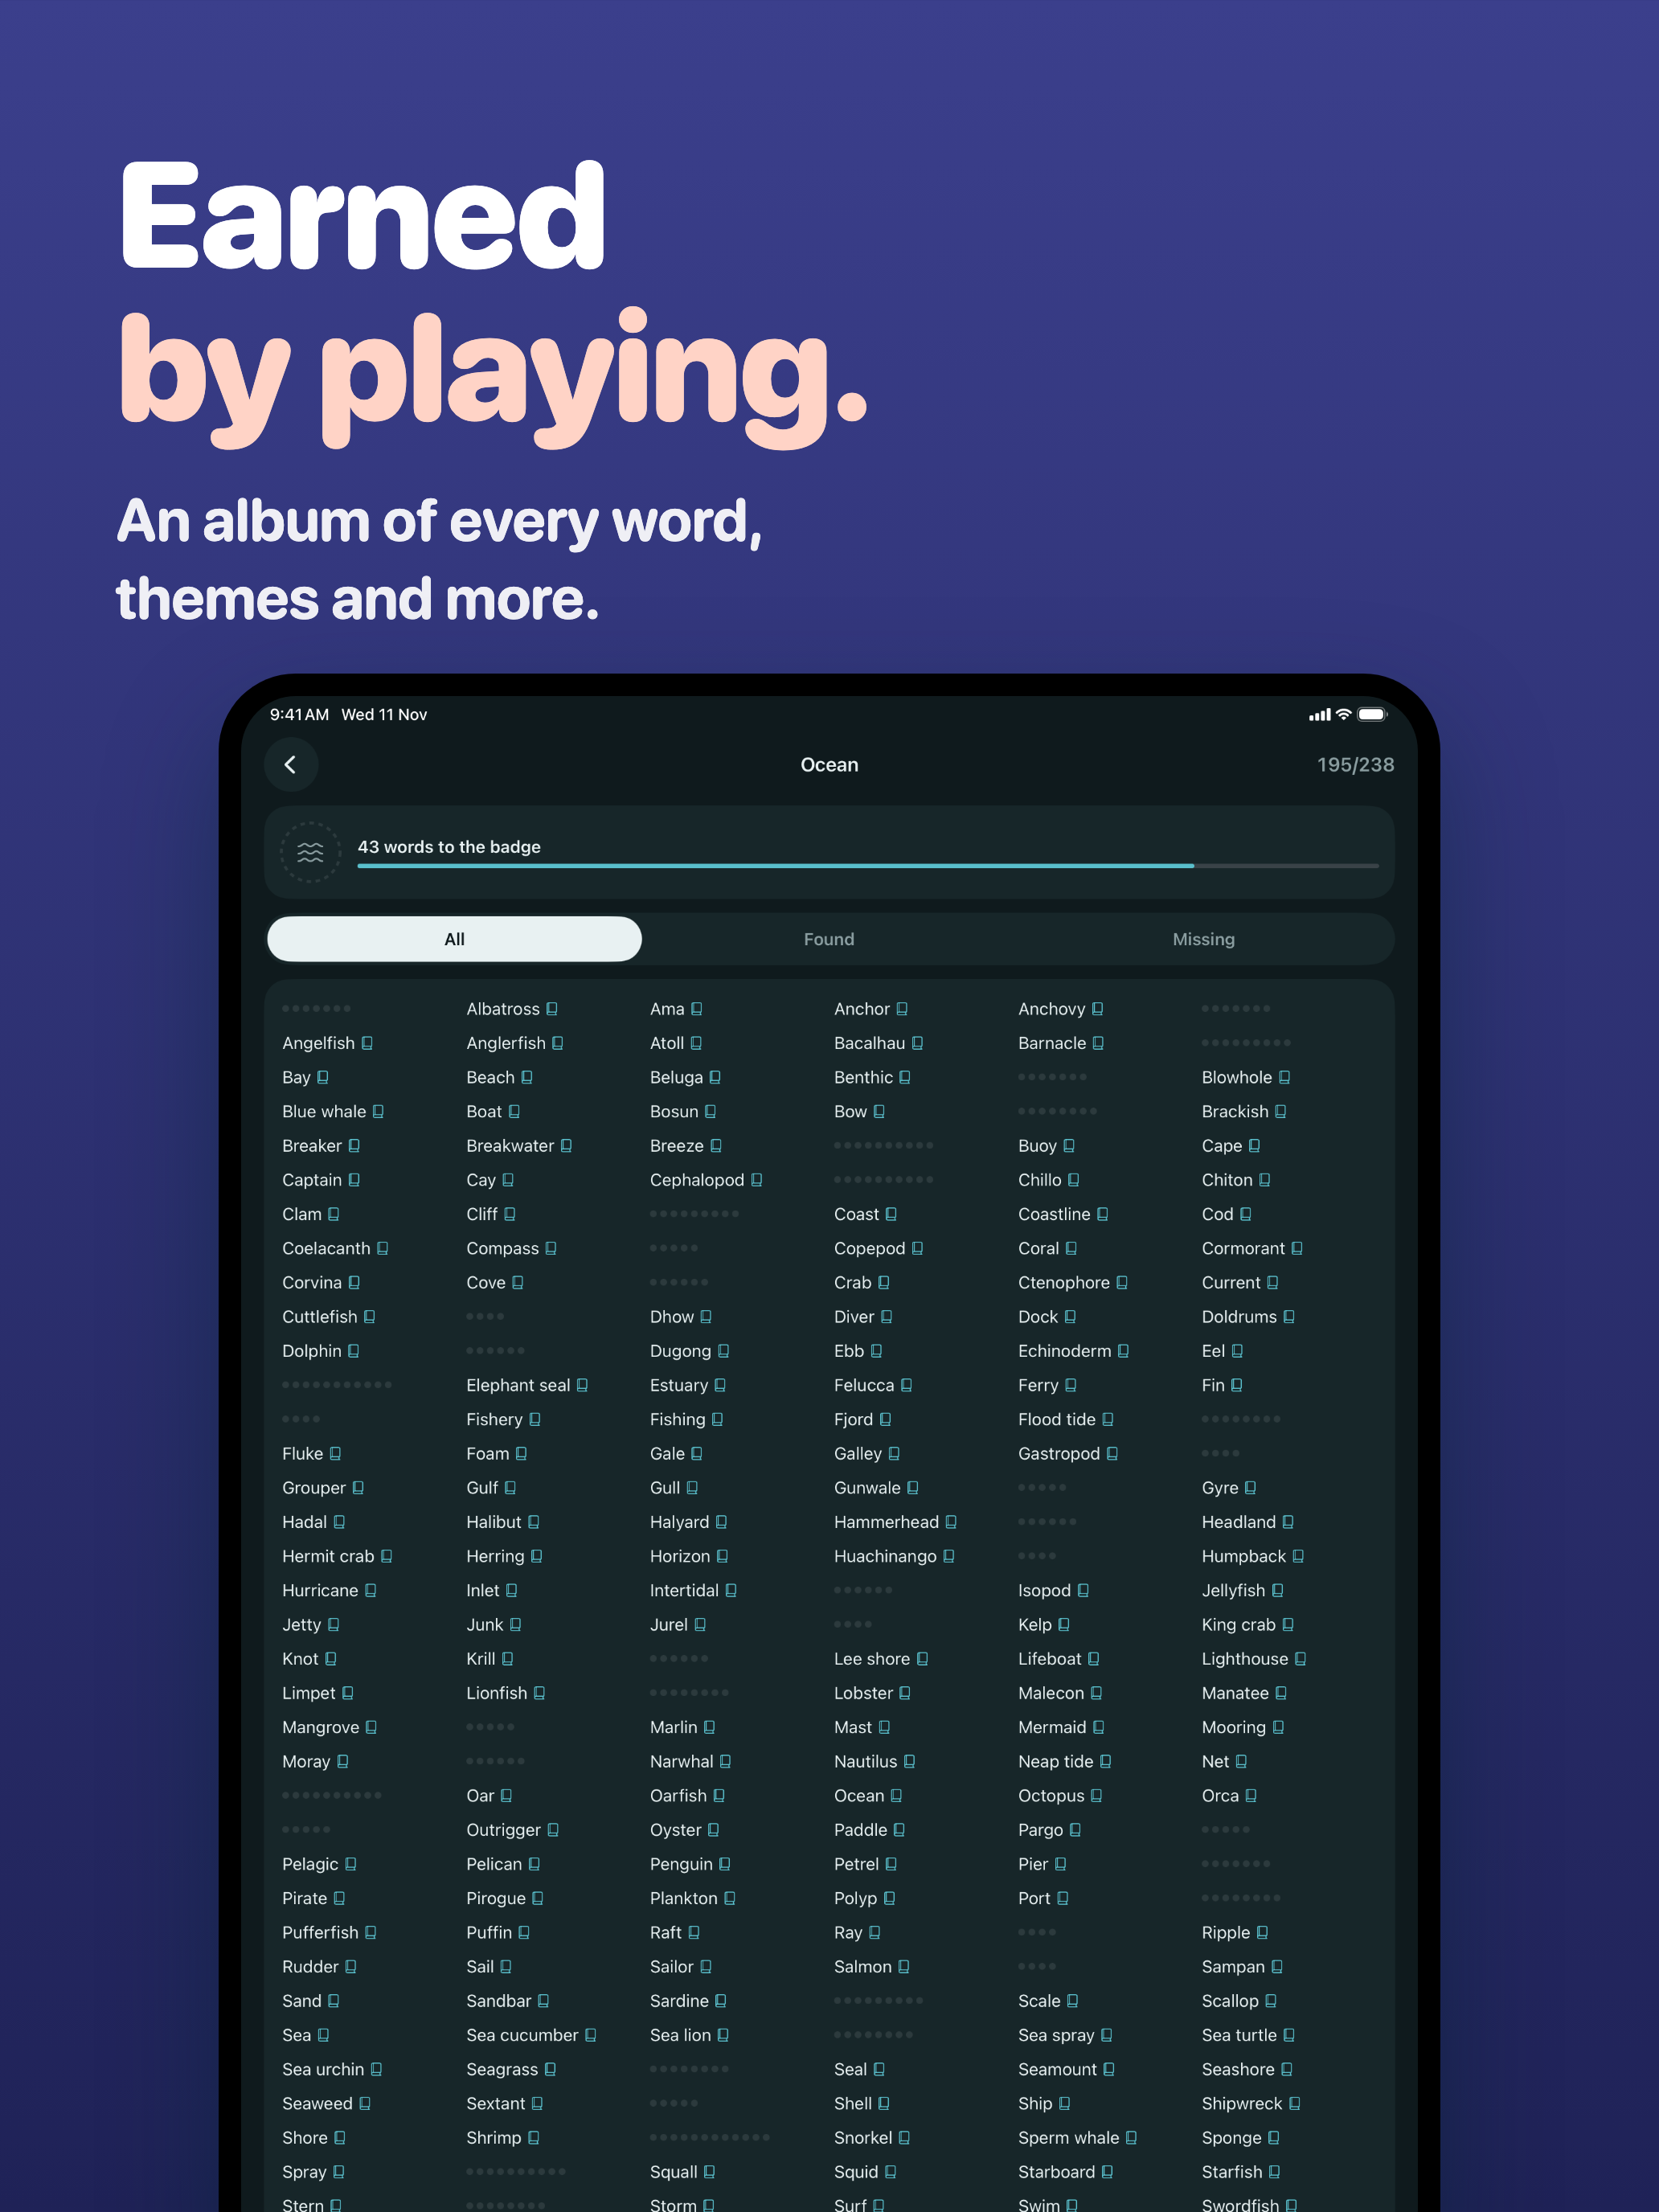 Earned
by playing.
An album of every word,
themes and more.
9:41 AM Wed 11 Nov
Ocean 195/238
43 words to the badge
All Found Missing
Albatross Ama Anchor Anchovy
Angelfish Anglerfish Atoll Bacalhau Barnacle
Bay Beach Beluga Benthic Blowhole
Blue whale Boat Bosun Bow Brackish
Breaker Breakwater Breeze Buoy Cape
Captain Cay Cephalopod Chillo Chiton
Clam Cliff Coast Coastline Cod
Coelacanth Compass Copepod Coral Cormorant
Corvina Cove Crab Ctenophore Current
Cuttlefish Dhow Diver Dock Doldrums
Dolphin Dugong Ebb Echinoderm Eel
Elephant seal Estuary Felucca Ferry Fin
Fishery Fishing Fjord Flood tide
Fluke Foam Gale Galley Gastropod
Grouper Gulf Gull Gunwale Gyre
Hadal Halibut Halyard Hammerhead Headland
Hermit crab Herring Horizon Huachinango Humpback
Hurricane Inlet Intertidal Isopod Jellyfish
Jetty Junk Jurel Kelp King crab
Knot Krill Lee shore Lifeboat Lighthouse
Limpet Lionfish Lobster Malecon Manatee
Mangrove Marlin Mast Mermaid Mooring
Moray Narwhal Nautilus Neap tide Net
Oar Oarfish Ocean Octopus Orca
Outrigger Oyster Paddle Pargo
Pelagic Pelican Penguin Petrel Pier
Pirate Pirogue Plankton Polyp Port
Pufferfish Puffin Raft Ray Ripple
Rudder Sail Sailor Salmon Sampan
Sand Sandbar Sardine Scale Scallop
Sea Sea cucumber Sea lion Sea spray Sea turtle
Sea urchin Seagrass Seal Seamount Seashore
Seaweed Sextant Shell Ship Shipwreck
Shore Shrimp Snorkel Sperm whale Sponge
Spray Squall Squid Starboard Starfish
Stern Storm Surf Swim Swordfish